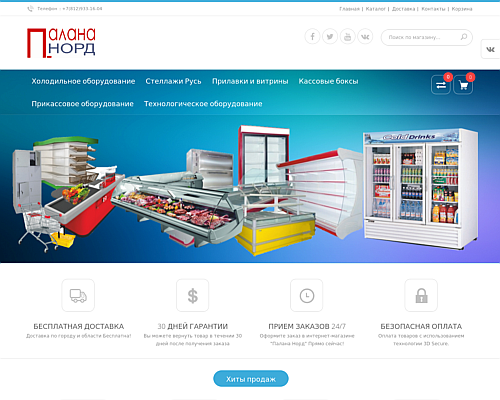 Телефон - +7(812)935-16-06
Главная | Каталог | Доставка | Контакты | Корзина
Палана
НОРД
Поиск по магазину...
Холодильное оборудование Стеллажи Русь Прилавки и витрины Кассовые боксы
0 0
Прикассовое оборудование Технологическое оборудование
Cold Drinks
БЕСПЛАТНАЯ ДОСТАВКА
Доставка по городу и области Бесплатна!
30 ДНЕЙ ГАРАНТИИ
Вы можете вернуть товар в течении 30
дней после получения заказа
ПРИЕМ ЗАКАЗОВ 24/7
Оформите заказ в интернет-магазине
"Палана Норд" Прямо сейчас!
БЕЗОПАСНАЯ ОПЛАТА
Оплата товаров с использованием
технологии 3D Secure.
Хиты продаж